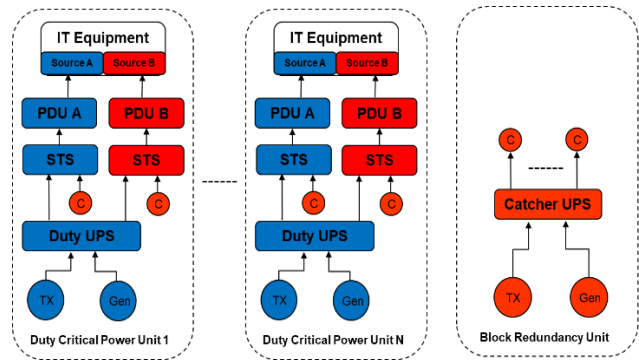 IT Equipment
Source A Source B
PDU A PDU B
STS STS
C C
Duty UPS
TX Gen
Duty Critical Power Unit 1
IT Equipment
Source A Source B
PDU A PDU B
STS STS
C C
Duty UPS
TX Gen
Duty Critical Power Unit N
C C
Catcher UPS
TX Gen
Block Redundancy Unit